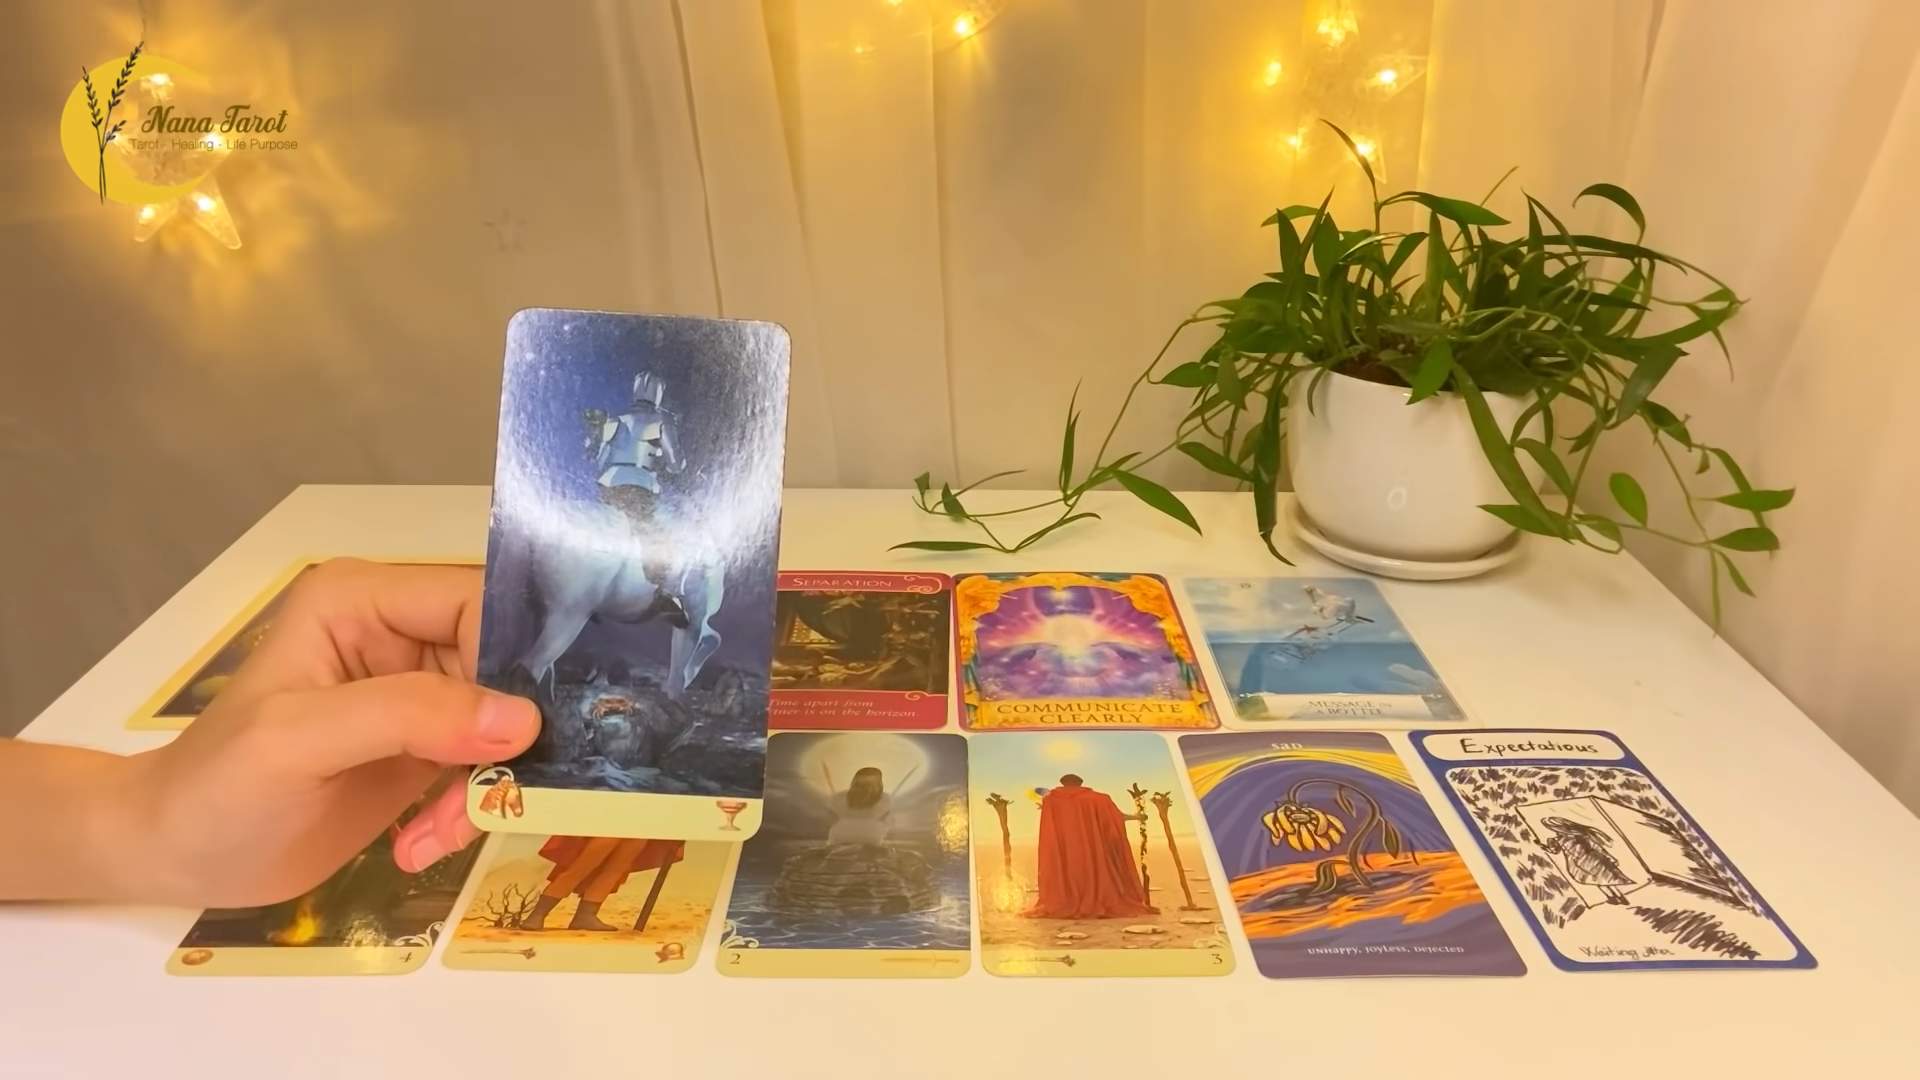 Nana Tarot
Tarot - Healing - Life Purpose
SEPARATION
Time apart from
is on the horizon.
COMMUNICATE
CLEARLY
MESSAGE IN
A BOTTLE
4
2
3
SAD
UNHAPPY, JOYLESS, DEJECTED
Expectations
Waiting